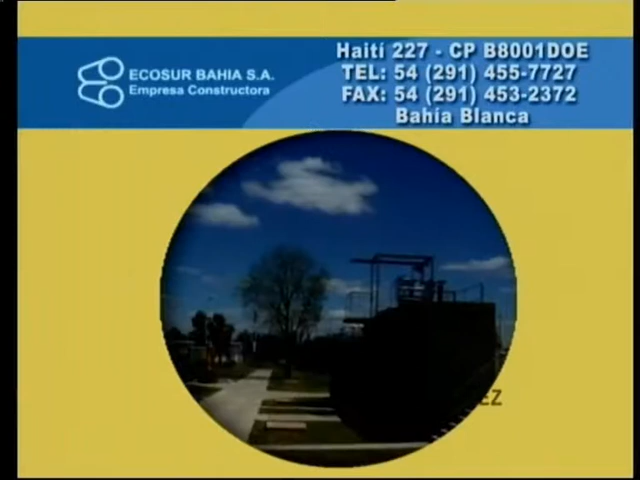 ECOSUR BAHIA S.A.
Empresa Constructora
Haití 227 - CP B8001DOE
TEL: 54 (291) 455-7727
FAX: 54 (291) 453-2372
Bahía Blanca